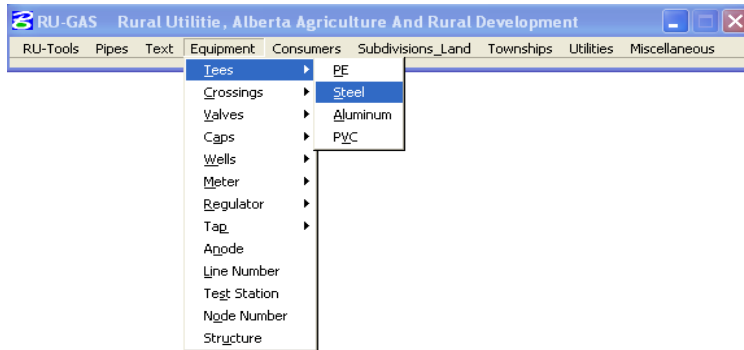 RU-GAS Rural Utilitie, Alberta Agriculture And Rural Developme
RU-Tools Pipes Text Equipment Consumers Subdivisions_Land Townships Utilities Miscellaneous
Tees
Crossings
Valves
Caps
Wells
Meter
Regulator
Tap
Anode
Line Number
Test Station
Node Number
Structure
PE
Steel
Aluminum
PVC